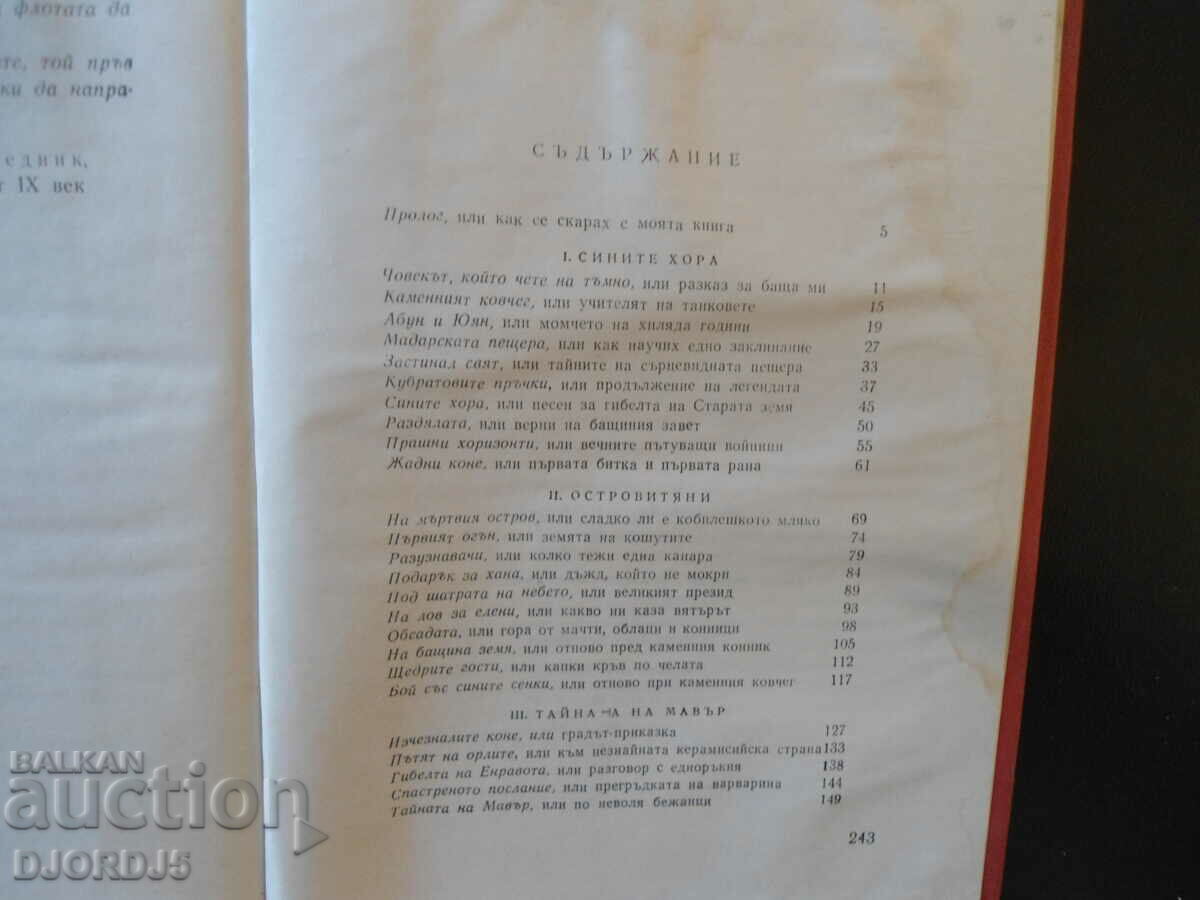 флотата да
те, той пръв
ки да напра-
едник,
т IX век
СЪДЪРЖАНИЕ
Пролог, или как се скарах с моята книга 5
I. СИНИТЕ ХОРА
Човекът, който чете на тъмно, или разказ за баща ми 11
Каменният ковчег, или учителят на танковете 15
Абун и Юян, или момчето на хиляда години 19
Мадарската пещера, или как научих едно заклинание 27
Застинал свят, или тайните на сърцевидната пещера 33
Кубратовите пръчки, или продължение на легендата 37
Сините хора, или песен за гибелта на Старата земя 45
Раздялата, или верни на бащиния завет 50
Прашни хоризонти, или вечните пътуващи войници 55
Жадни коне, или първата битка и първата рана 61
II. ОСТРОВИТЯНИ
На мъртвия остров, или сладко ли е кобилешкото мляко 69
Първият огън, или земята на кошутите 74
Разузнавачи, или колко тежи една канара 79
Подарък за хана, или дъжд, който не мокри 84
Под шатрата на небето, или великият презид 89
На лов за елени, или какво ни каза вятърът 93
Обсадата, или гора от мачти, облаци и конници 98
На бащина земя, или отново пред каменния конник 105
Щедрите гости, или капки кръв по челата 112
Бой със сините сенки, или отново при каменния ковчег 117
III. ТАЙНАТА НА МАВЪР
Изчезналите коне, или градът-приказка 127
Пътят на орлите, или към незнайната керамисийска страна 133
Гибелта на Енравота, или разговор с едноръкия 138
Спастреното послание, или прегръдката на варварина 144
Тайната на Мавър, или по неволя бежанци 149
243
BALKAN
auction
DJORDJ5